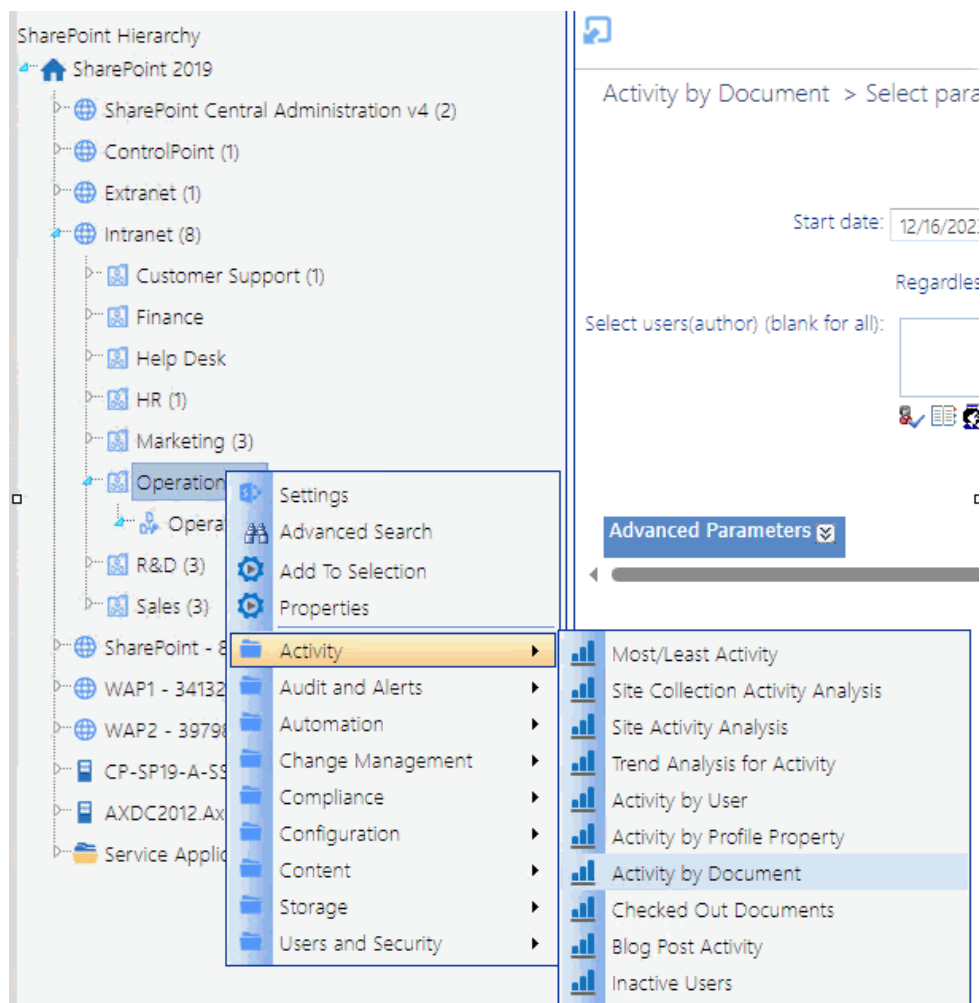 SharePoint Hierarchy
SharePoint 2019
SharePoint Central Administration v4 (2)
ControlPoint (1)
Extranet (1)
Intranet (8)
Customer Support (1)
Finance
Help Desk
HR (1)
Marketing (3)
Operation
Opera
R&D (3)
Sales (3)
SharePoint - 8
WAP1 - 34132
WAP2 - 39798
CP-SP19-A-SS
AXDC2012.Ax
Service Applic
Settings
Advanced Search
Add To Selection
Properties
Activity
Audit and Alerts
Automation
Change Management
Compliance
Configuration
Content
Storage
Users and Security
Most/Least Activity
Site Collection Activity Analysis
Site Activity Analysis
Trend Analysis for Activity
Activity by User
Activity by Profile Property
Activity by Document
Checked Out Documents
Blog Post Activity
Inactive Users
Activity by Document > Select para
Start date: 12/16/202
Regardles
Select users(author) (blank for all):
Advanced Parameters